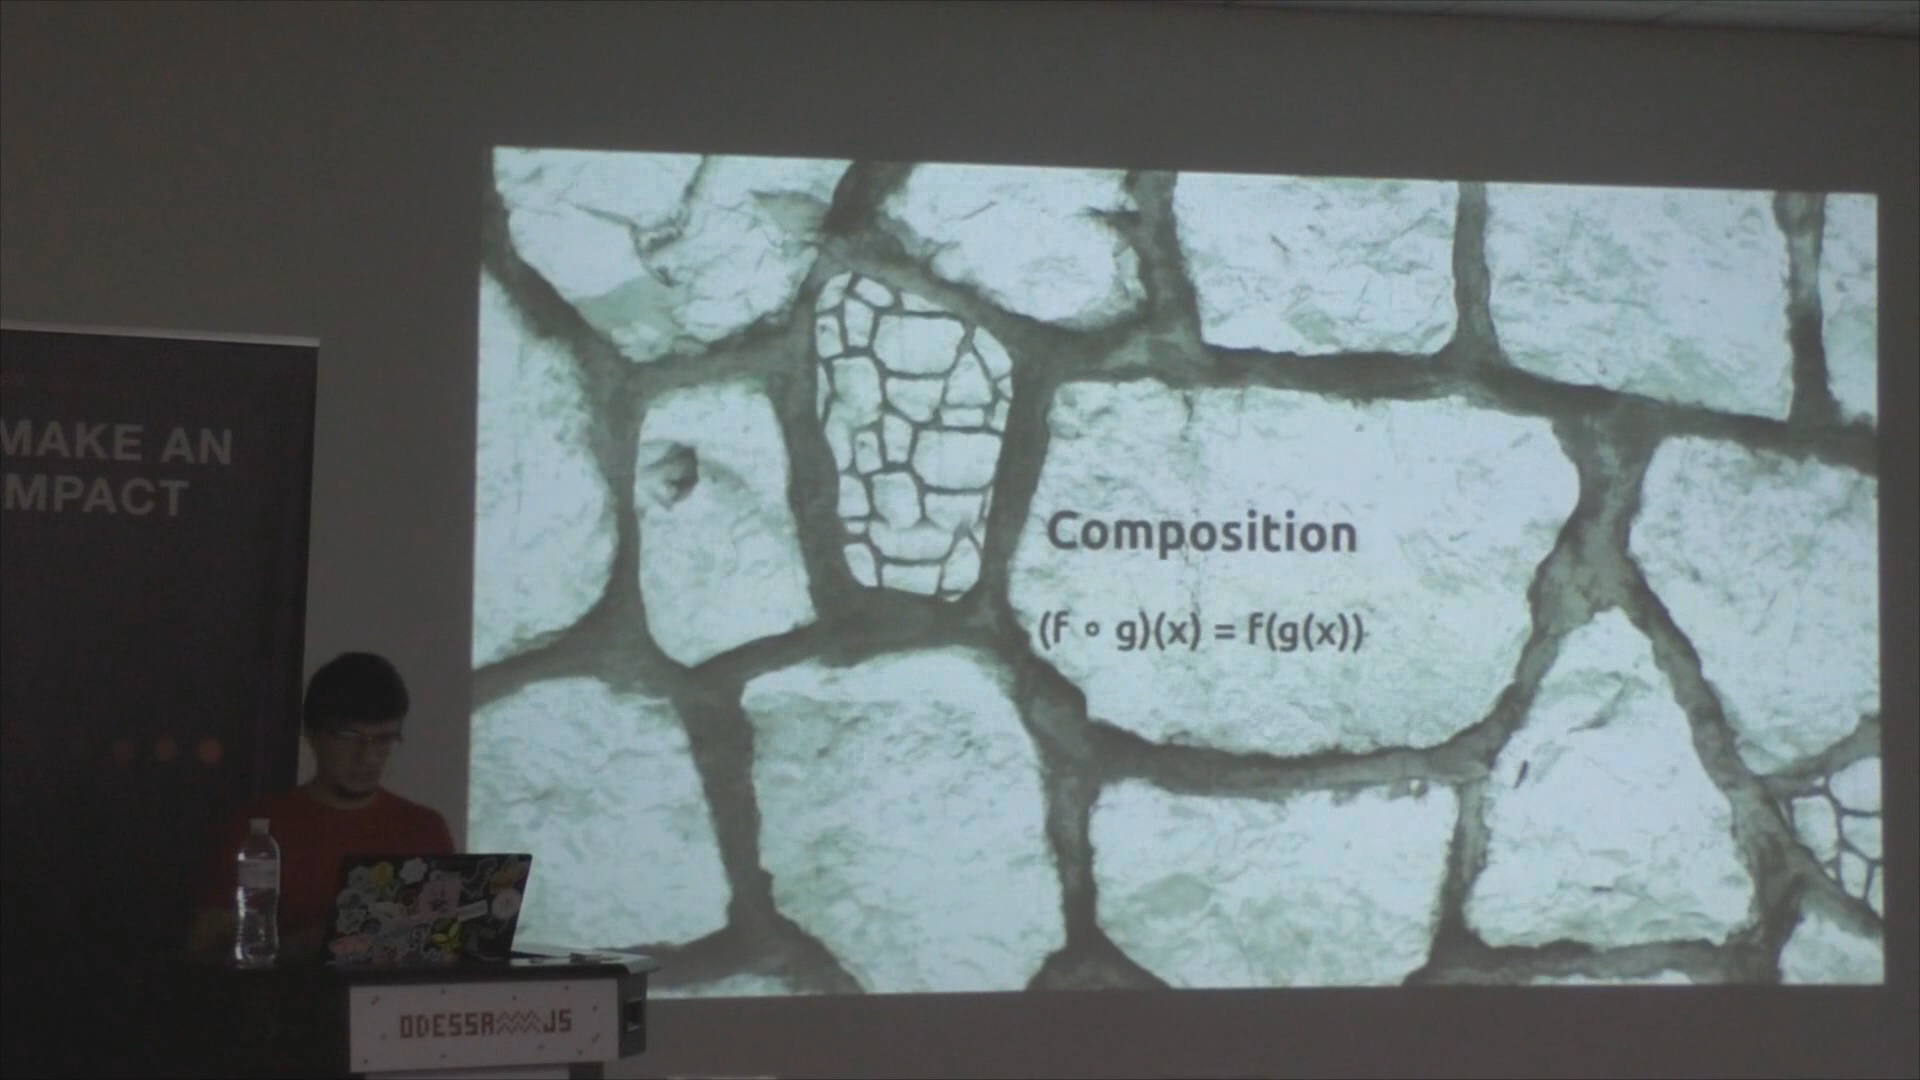 MAKE AN
MPACT
Composition
(f ∘ g)(x) = f(g(x))
ODESSA JS